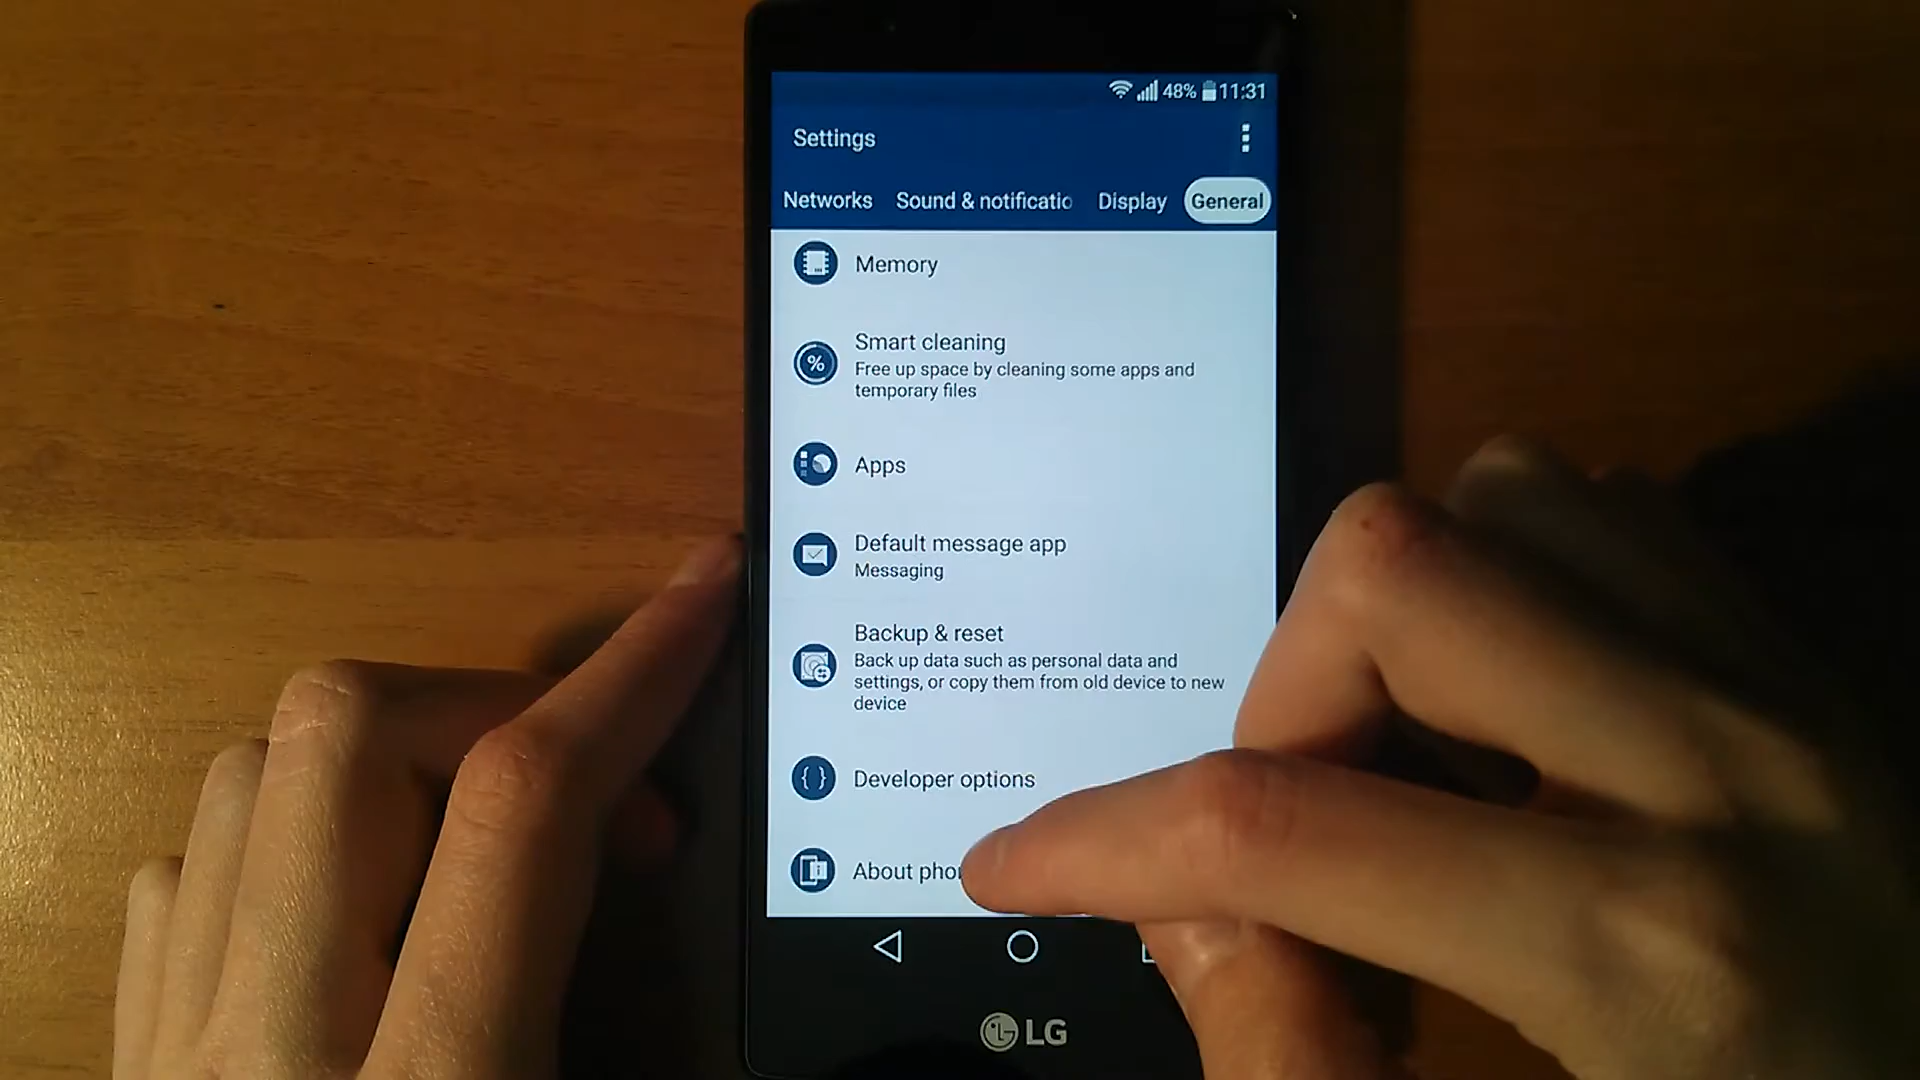 48% 11:31
Settings
Networks Sound & notificatio Display General
Memory
Smart cleaning
Free up space by cleaning some apps and
temporary files
Apps
Default message app
Messaging
Backup & reset
Back up data such as personal data and
settings, or copy them from old device to new
device
Developer options
About phon
LG